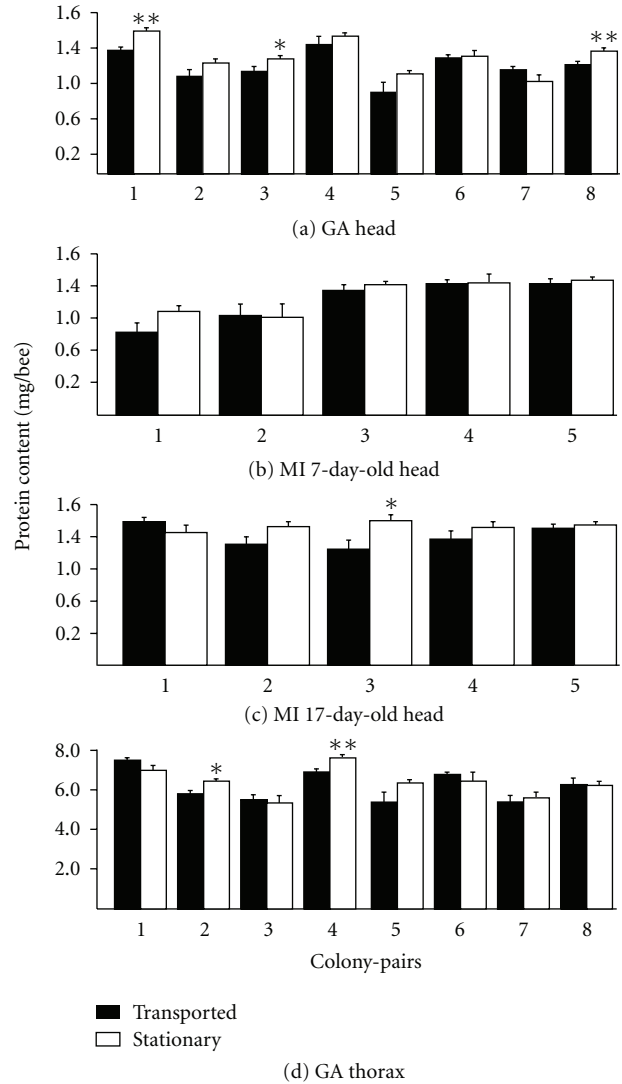 Protein content (mg/bee)
1.6
1.4
1.0
0.6
0.2
** * **
1 2 3 4 5 6 7 8
(a) GA head
1.6
1.4
1.0
0.6
0.2
1 2 3 4 5
(b) MI 7-day-old head
1.6
1.4
1.0
0.6
0.2
*
1 2 3 4 5
(c) MI 17-day-old head
8.0
6.0
4.0
2.0
* **
1 2 3 4 5 6 7 8
Colony-pairs
Transported
Stationary
(d) GA thorax